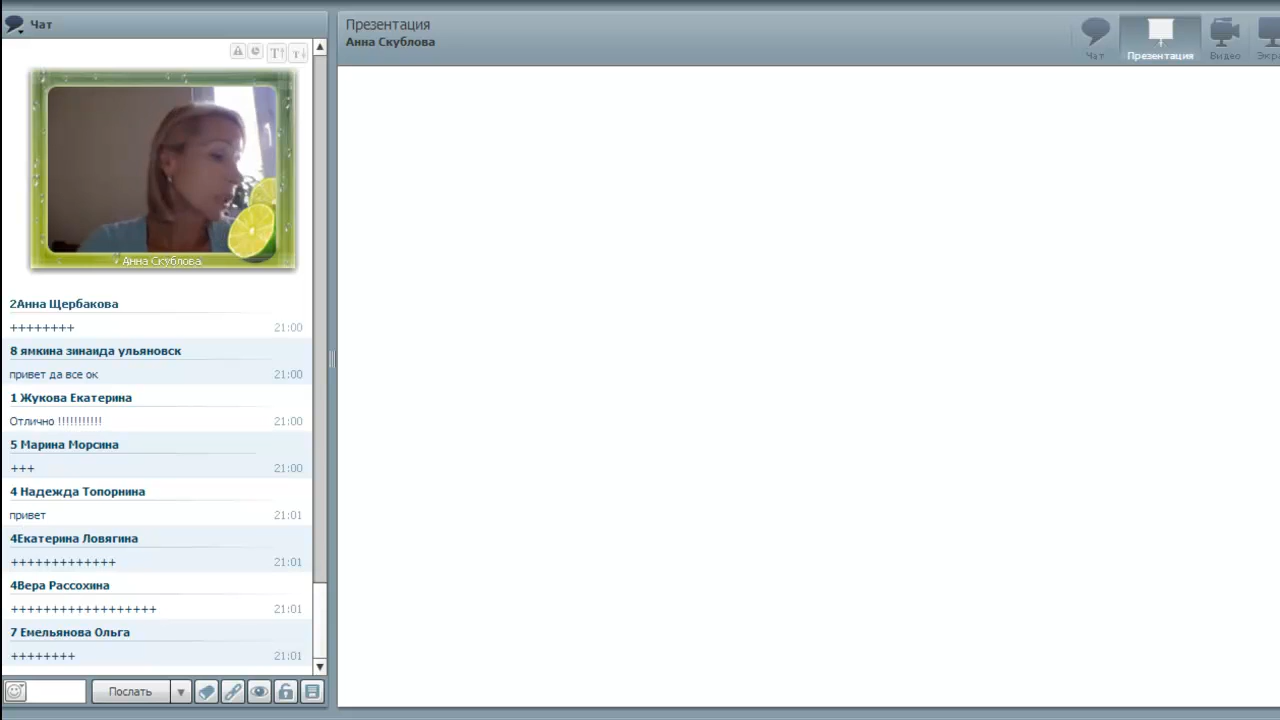 Чат
Презентация
Анна Скублова
Чат
Презентация
Видео
Экр
Анна Скублова
2Анна Щербакова
++++++++ 21:00
8 ямкина зинаида ульяновск
привет да все ок 21:00
1 Жукова Екатерина
Отлично !!!!!!!!!!! 21:00
5 Марина Морсина
+++ 21:00
4 Надежда Топорнина
привет 21:01
4Екатерина Ловягина
+++++++++++++ 21:01
4Вера Рассохина
++++++++++++++++++ 21:01
7 Емельянова Ольга
++++++++ 21:01
Послать